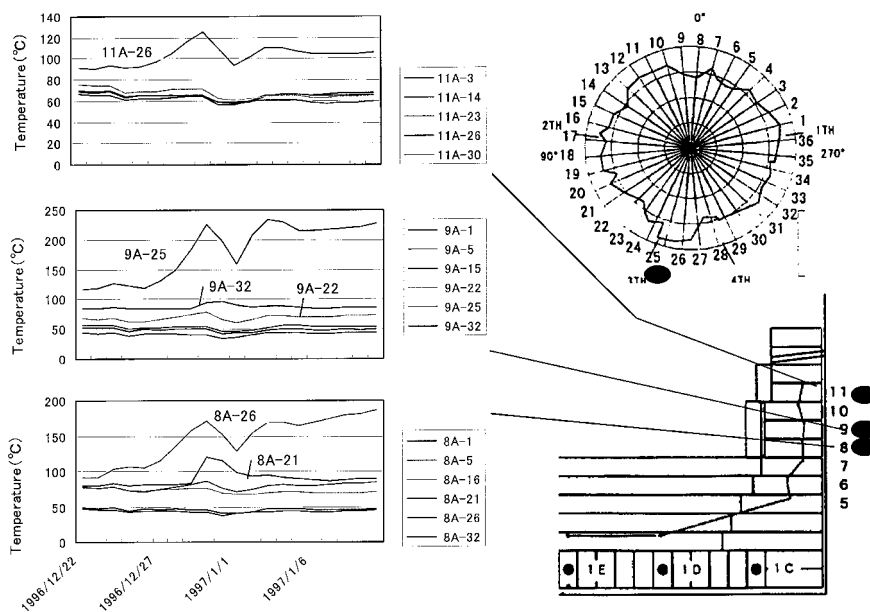 140
120
100
80
60
40
20
0
Temperature(℃)
11A-26
11A-3
11A-14
11A-23
11A-26
11A-30
250
200
150
100
50
0
Temperature(℃)
9A-25
9A-32
9A-22
9A-1
9A-5
9A-15
9A-22
9A-25
9A-32
200
150
100
50
0
Temperature(℃)
8A-26
8A-21
8A-1
8A-5
8A-16
8A-21
8A-26
8A-32
1996/12/22
1996/12/27
1997/1/1
1997/1/6
0°
1
2
3
4
5
6
7
8
9
10
11
12
13
14
15
16
2TH
17
90° 18
19
20
21
22
23
24
25
3TH
26
27
28
4TH
29
30
31
32
33
34
35
270°
36
1TH
11
10
9
8
7
6
5
1E
1D
1C